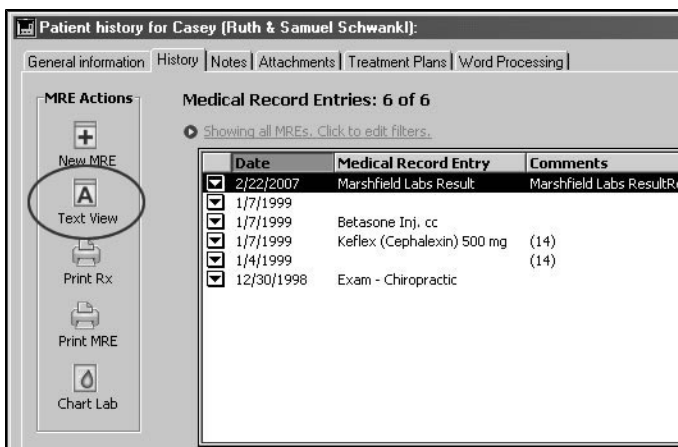 Patient history for Casey (Ruth & Samuel Schwankl):
General information History Notes Attachments Treatment Plans Word Processing
MRE Actions
New MRE
Text View
Print Rx
Print MRE
Chart Lab
Medical Record Entries: 6 of 6
Showing all MREs. Click to edit filters.
Date Medical Record Entry Comments
2/22/2007 Marshfield Labs Result Marshfield Labs ResultRe
1/7/1999
1/7/1999 Betasone Inj. cc
1/7/1999 Keflex (Cephalexin) 500 mg (14)
1/4/1999 (14)
12/30/1998 Exam - Chiropractic